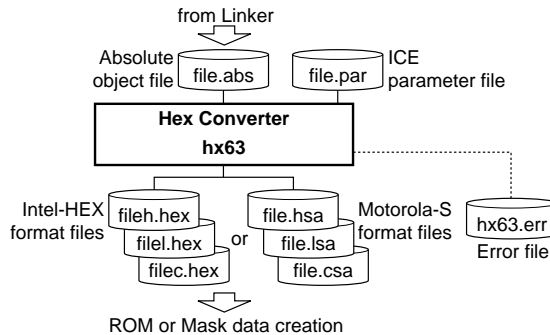 from Linker
Absolute
object file
file.abs
file.par
ICE
parameter file
Hex Converter
hx63
Intel-HEX
format files
fileh.hex
filel.hex
filec.hex
or
file.hsa
file.lsa
file.csa
Motorola-S
format files
hx63.err
Error file
ROM or Mask data creation